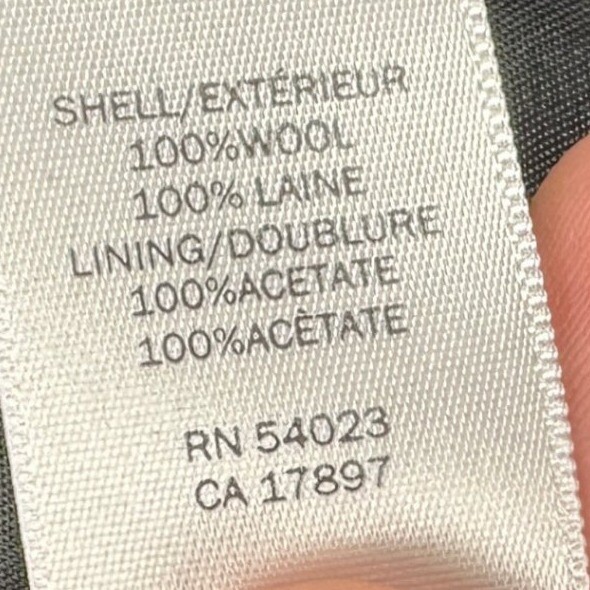 SHELL/EXTÉRIEUR
100%WOOL
100% LAINE
LINING/DOUBLURE
100%ACETATE
100%ACÈTATE
RN 54023
CA 17897